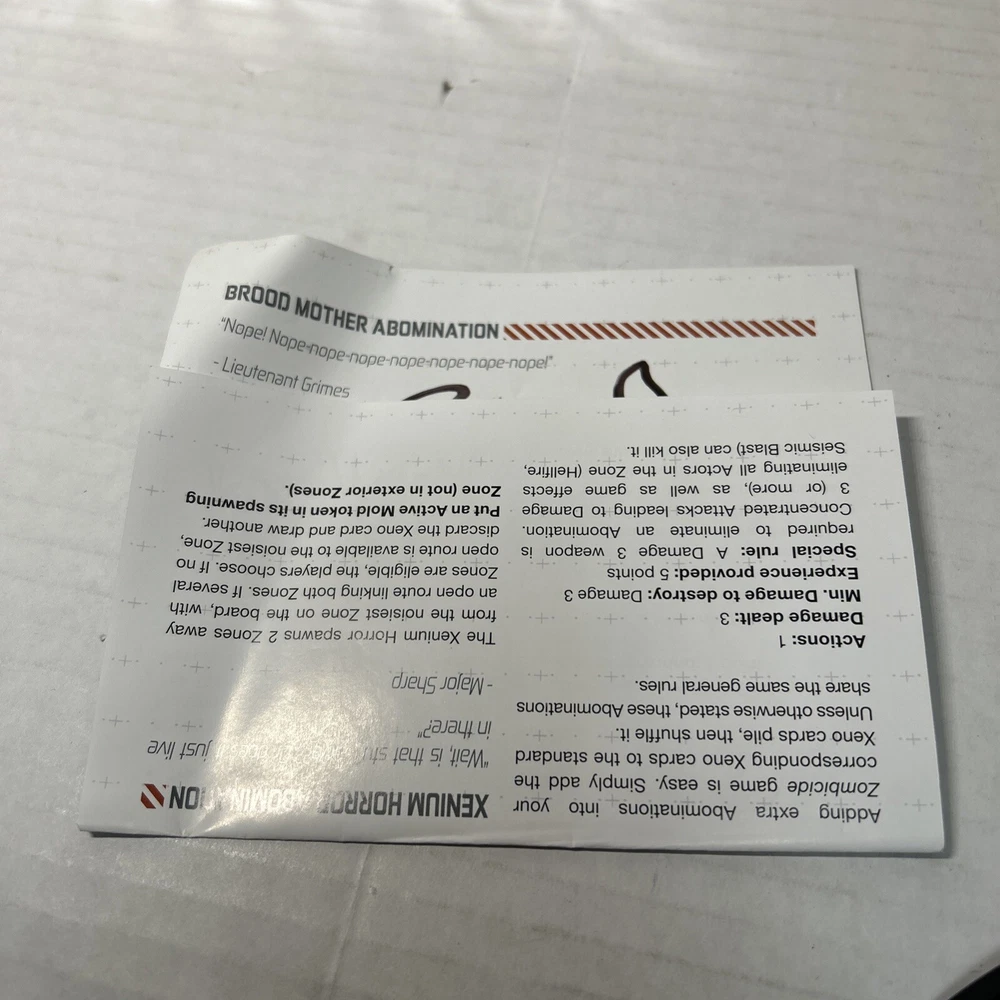 BROOD MOTHER ABOMINATION
"Nope! Nope-nope-nope-nope-nope-nope-nope!"
- Lieutenant Grimes
Adding extra Abominations into your
Zombicide game is easy. Simply add the
corresponding Xeno cards to the standard
Xeno cards pile, then shuffle it.
Unless otherwise stated, these Abominations
share the same general rules.
Actions: 1
Damage dealt: 3
Min. Damage to destroy: Damage 3
Experience provided: 5 points
Special rule: A Damage 3 weapon is
required to eliminate an Abomination.
Concentrated Attacks leading to Damage
3 (or more), as well as game effects
eliminating all Actors in the Zone (Hellfire,
Seismic Blast) can also kill it.
XENIUM HORROR ABOMINATION
"Wait, is that just live
in there?"
- Major Sharp
The Xenium Horror spawns 2 Zones away
from the noisiest Zone on the board, with
an open route linking both Zones. If several
Zones are eligible, the players choose. If no
open route is available to the noisiest Zone,
discard the Xeno card and draw another.
Put an Active Mold token in its spawning
Zone (not in exterior Zones).